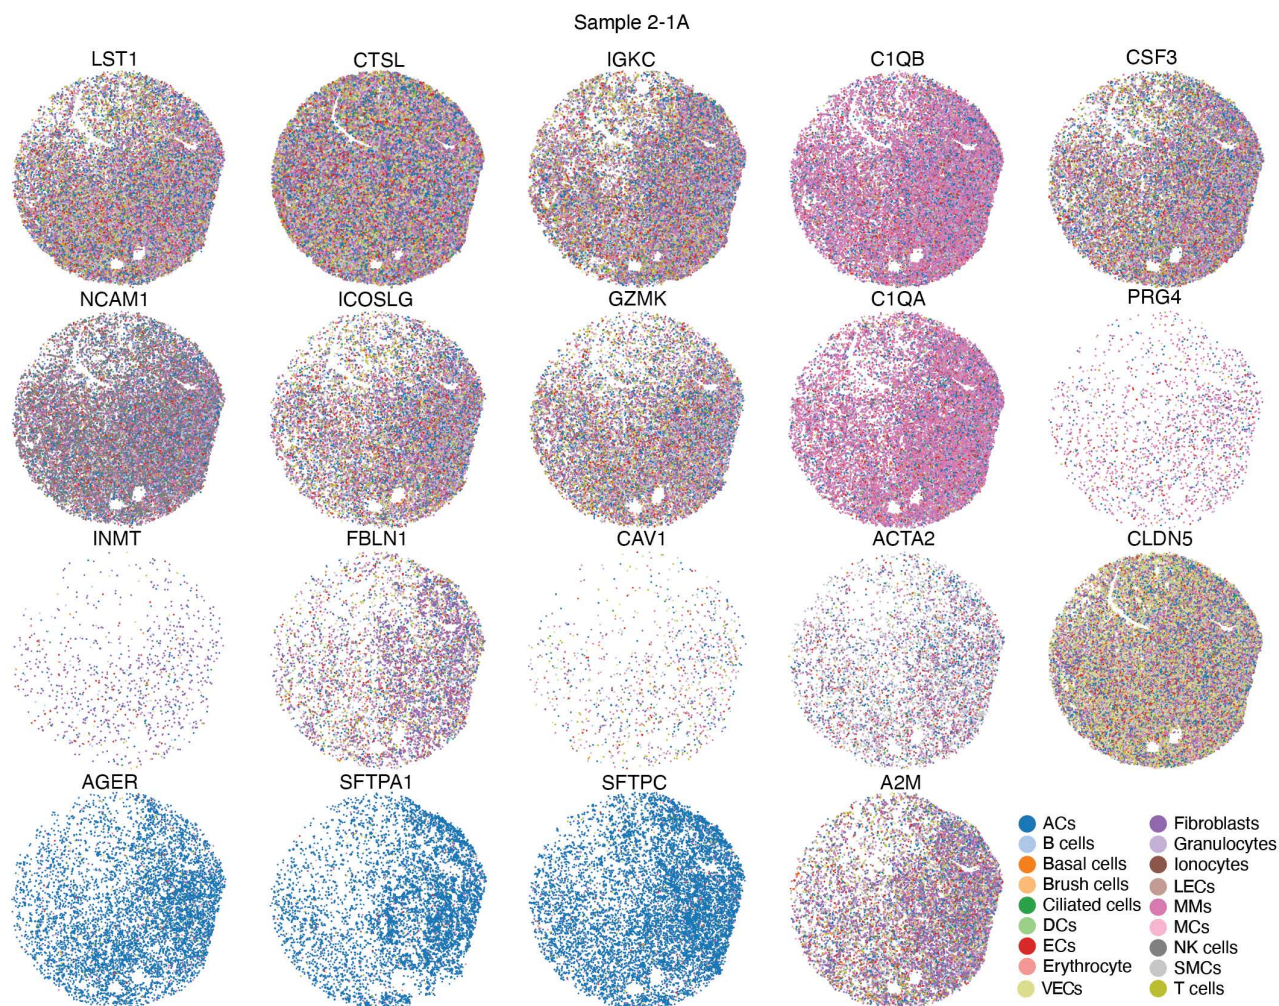 Sample 2-1A
LST1 CTSL IGKC C1QB CSF3
NCAM1 ICOSLG GZMK C1QA PRG4
INMT FBLN1 CAV1 ACTA2 CLDN5
AGER SFTPA1 SFTPC A2M
ACs Fibroblasts
B cells Granulocytes
Basal cells Ionocytes
Brush cells LECs
Ciliated cells MMs
DCs MCs
ECs NK cells
Erythrocyte SMCs
VECs T cells